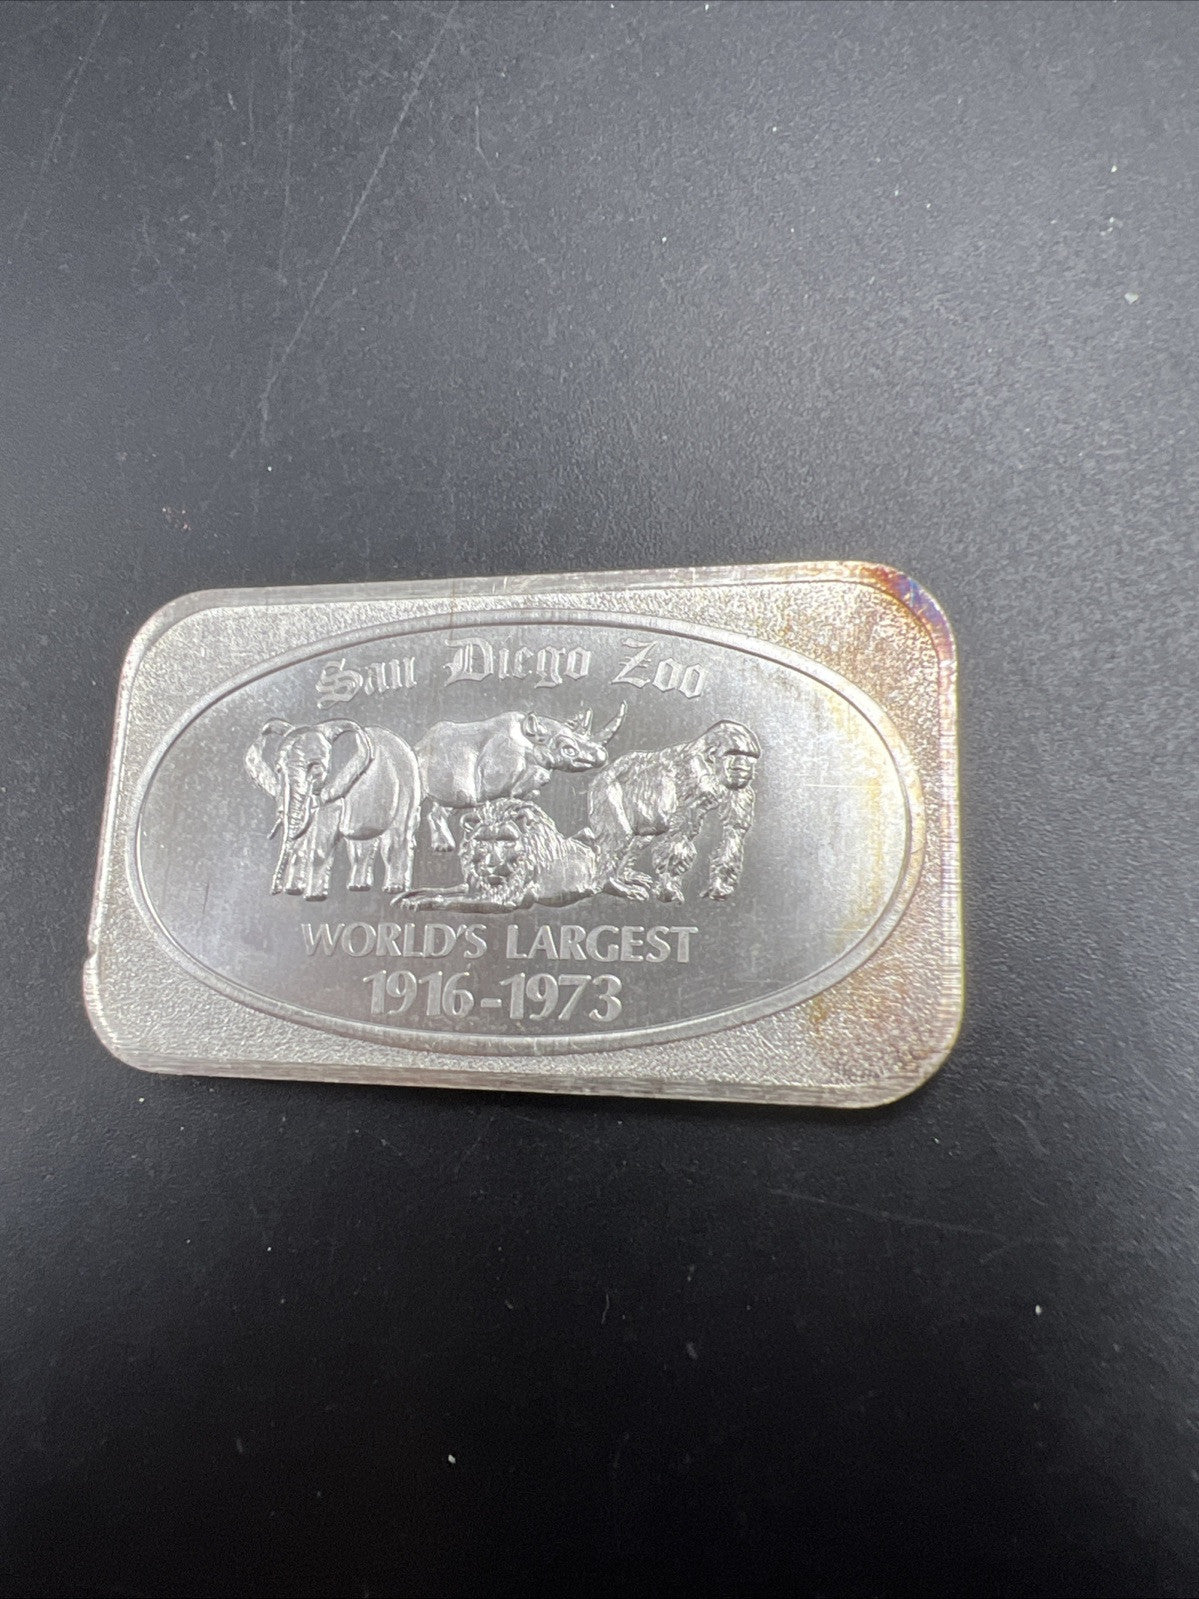 San Diego Zoo
WORLD'S LARGEST
1916-1973